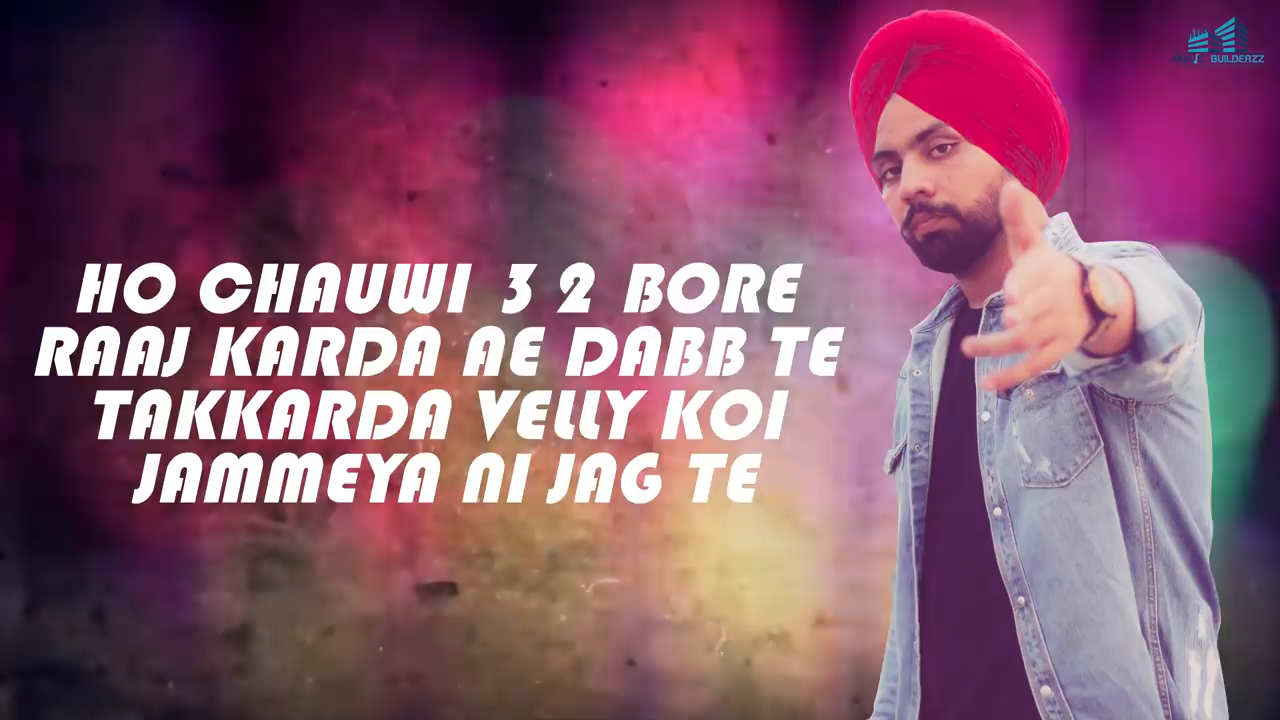 BUILDERZZ
HO CHAUWI 3 2 BORE
RAAJ KARDA AE DABB TE
TAKKARDA VELLY KOI
JAMMEYA NI JAG TE